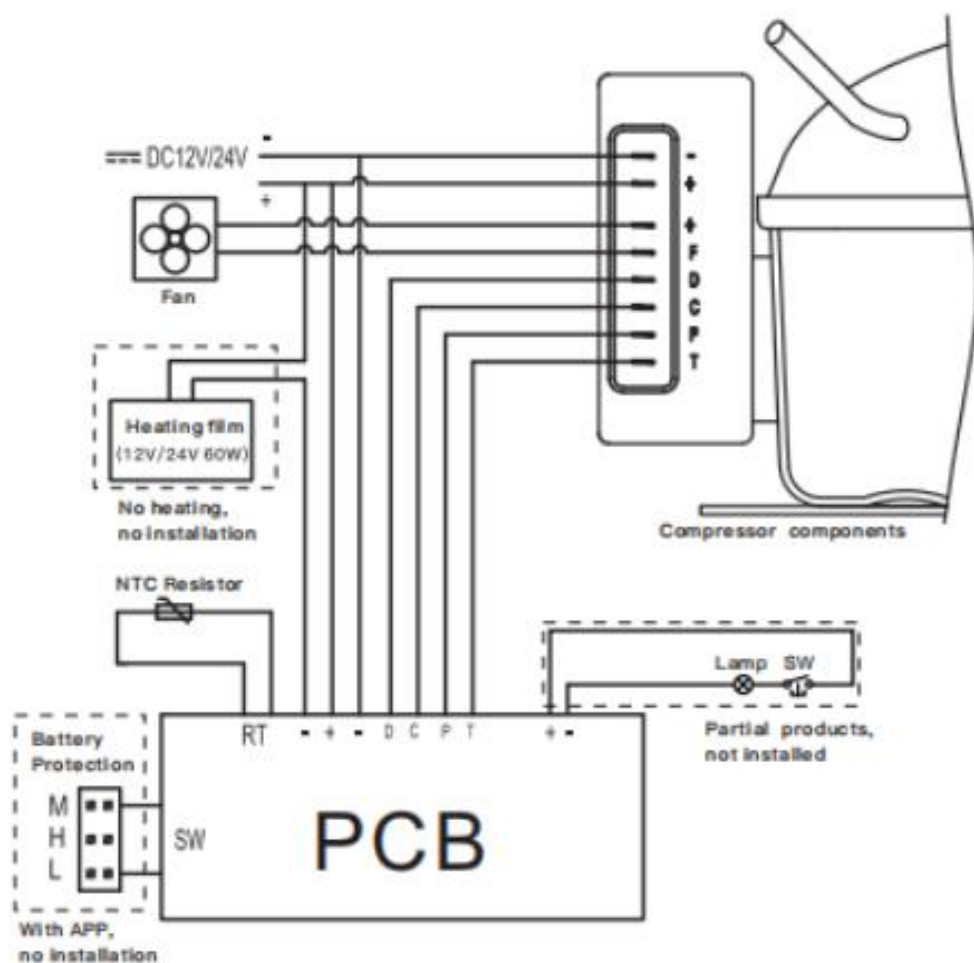 -
DC12V/24V
+
Fan
-
+
+
F
D
C
P
T
Heating film
(12V/24V 60W)
No heating,
no installation
Compressor components
NTC Resistor
Lamp SW
Partial products,
not installed
RT - + - D C P T + -
Battery
Protection
M
H
L
SW
PCB
With APP,
no installation